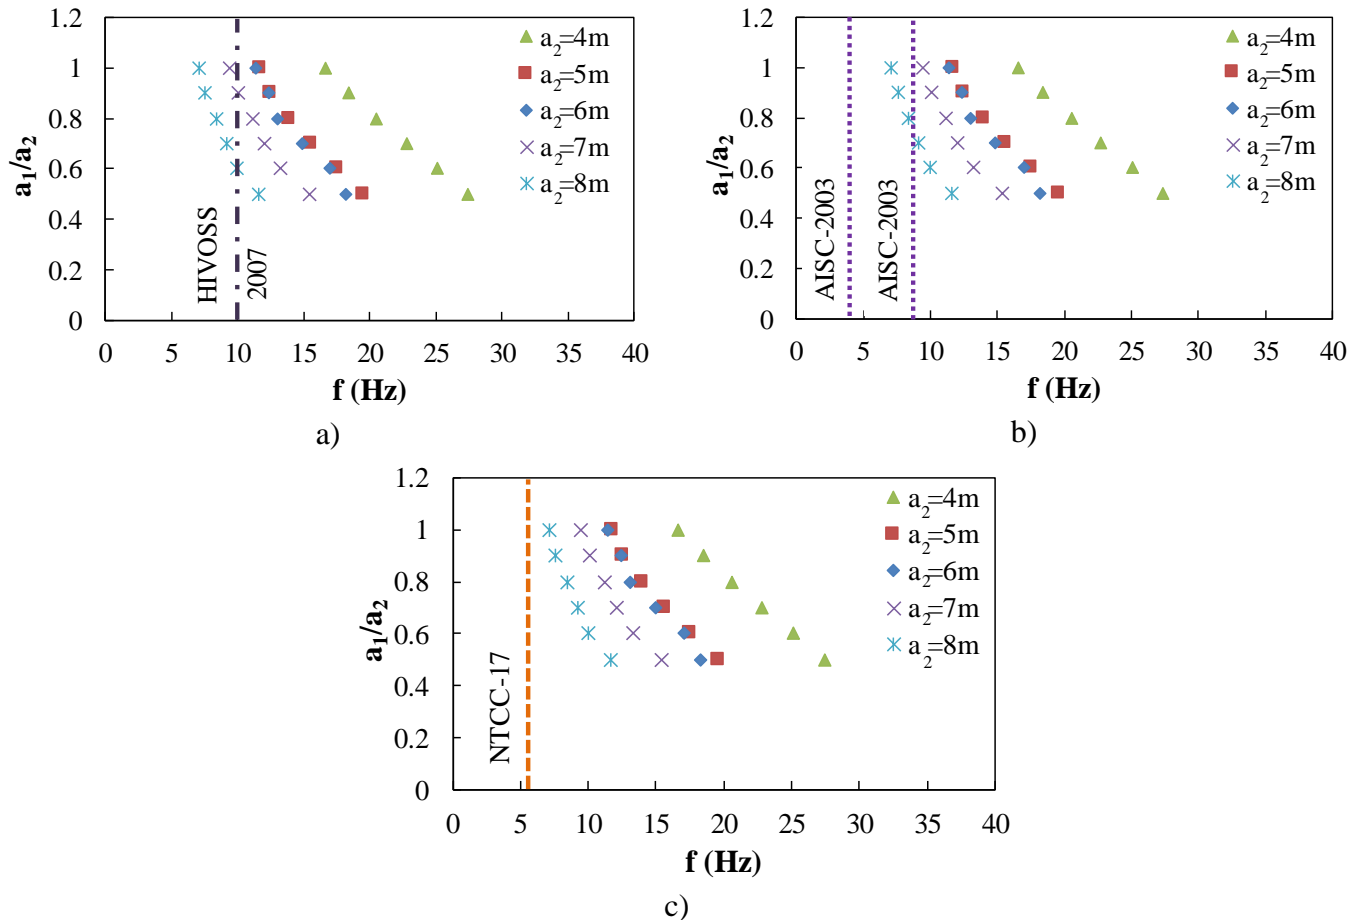 1.2
1
0.8
0.6
0.4
0.2
0
a1/a2
0 5 10 15 20 25 30 35 40
f (Hz)
HIVOSS
2007
a2=4m
a2=5m
a2=6m
a2=7m
a2=8m
a)
1.2
1
0.8
0.6
0.4
0.2
0
a1/a2
0 5 10 15 20 25 30 35 40
f (Hz)
AISC-2003
AISC-2003
a2=4m
a2=5m
a2=6m
a2=7m
a2=8m
b)
1.2
1
0.8
0.6
0.4
0.2
0
a1/a2
0 5 10 15 20 25 30 35 40
f (Hz)
NTCC-17
a2=4m
a2=5m
a2=6m
a2=7m
a2=8m
c)